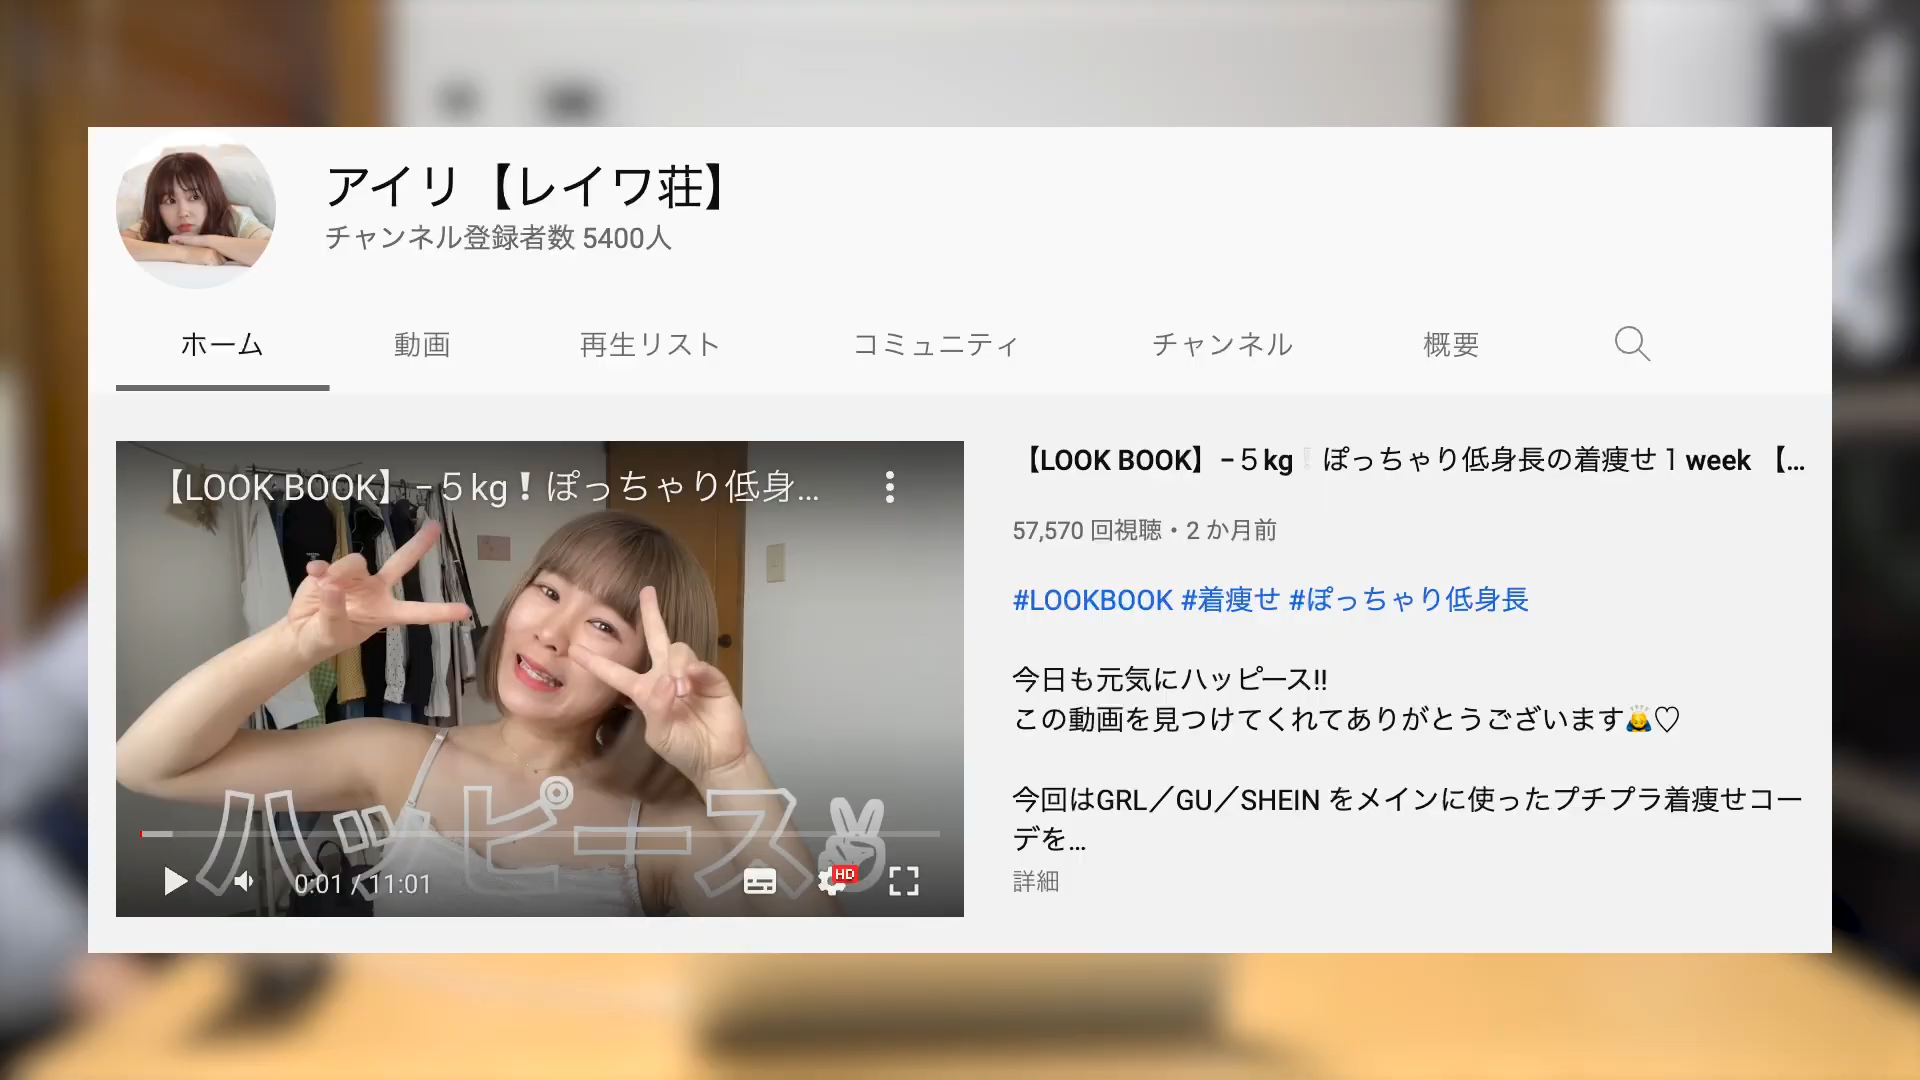 アイリ【レイワ荘】
チャンネル登録者数 5400人
ホーム
動画
再生リスト
コミュニティ
チャンネル
概要
【LOOK BOOK】−５kg❗ぽっちゃり低身...
ハッピース✌
0:01 / 11:01
HD
【LOOK BOOK】−５kg❕ぽっちゃり低身長の着痩せ１week 【...
57,570 回視聴・2 か月前
#LOOKBOOK #着痩せ #ぽっちゃり低身長
今日も元気にハッピース!!
この動画を見つけてくれてありがとうございます🙇‍♀️♡
今回はGRL／GU／SHEIN をメインに使ったプチプラ着痩せコー
デを...
詳細